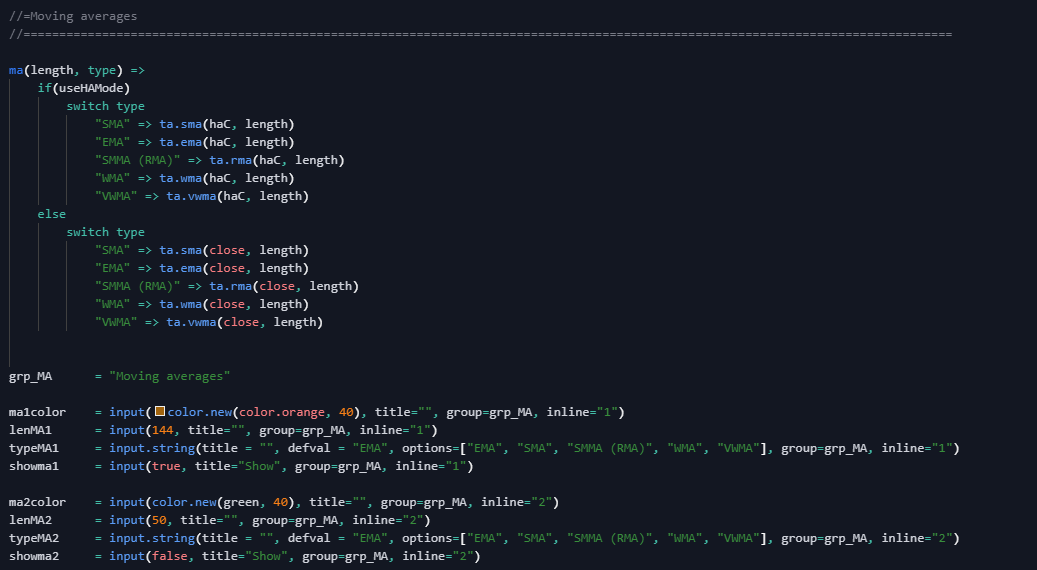 //=Moving averages
//==================================================================================================================================
ma(length, type) =>
    if(useHAMode)
        switch type
            "SMA" => ta.sma(haC, length)
            "EMA" => ta.ema(haC, length)
            "SMMA (RMA)" => ta.rma(haC, length)
            "WMA" => ta.wma(haC, length)
            "VWMA" => ta.vwma(haC, length)
    else
        switch type
            "SMA" => ta.sma(close, length)
            "EMA" => ta.ema(close, length)
            "SMMA (RMA)" => ta.rma(close, length)
            "WMA" => ta.wma(close, length)
            "VWMA" => ta.vwma(close, length)
grp_MA      = "Moving averages"
ma1color    = input(color.new(color.orange, 40), title="", group=grp_MA, inline="1")
lenMA1      = input(144, title="", group=grp_MA, inline="1")
typeMA1     = input.string(title = "", defval = "EMA", options=["EMA", "SMA", "SMMA (RMA)", "WMA", "VWMA"], group=grp_MA, inline="1")
showma1     = input(true, title="Show", group=grp_MA, inline="1")
ma2color    = input(color.new(green, 40), title="", group=grp_MA, inline="2")
lenMA2      = input(50, title="", group=grp_MA, inline="2")
typeMA2     = input.string(title = "", defval = "EMA", options=["EMA", "SMA", "SMMA (RMA)", "WMA", "VWMA"], group=grp_MA, inline="2")
showma2     = input(false, title="Show", group=grp_MA, inline="2")